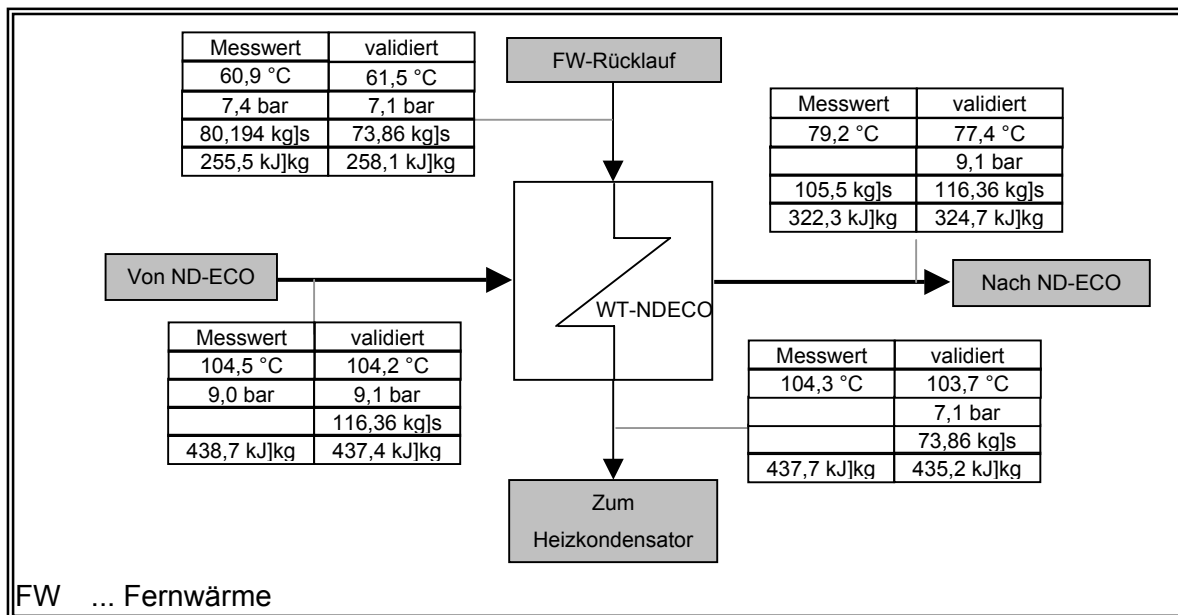 Messwert validiert
60,9 °C 61,5 °C
7,4 bar 7,1 bar
80,194 kg]s 73,86 kg]s
255,5 kJ]kg 258,1 kJ]kg
FW-Rücklauf
Messwert validiert
79,2 °C 77,4 °C
9,1 bar
105,5 kg]s 116,36 kg]s
322,3 kJ]kg 324,7 kJ]kg
Von ND-ECO
WT-NDECO
Nach ND-ECO
Messwert validiert
104,5 °C 104,2 °C
9,0 bar 9,1 bar
116,36 kg]s
438,7 kJ]kg 437,4 kJ]kg
Messwert validiert
104,3 °C 103,7 °C
7,1 bar
73,86 kg]s
437,7 kJ]kg 435,2 kJ]kg
Zum
Heizkondensator
FW ... Fernwärme